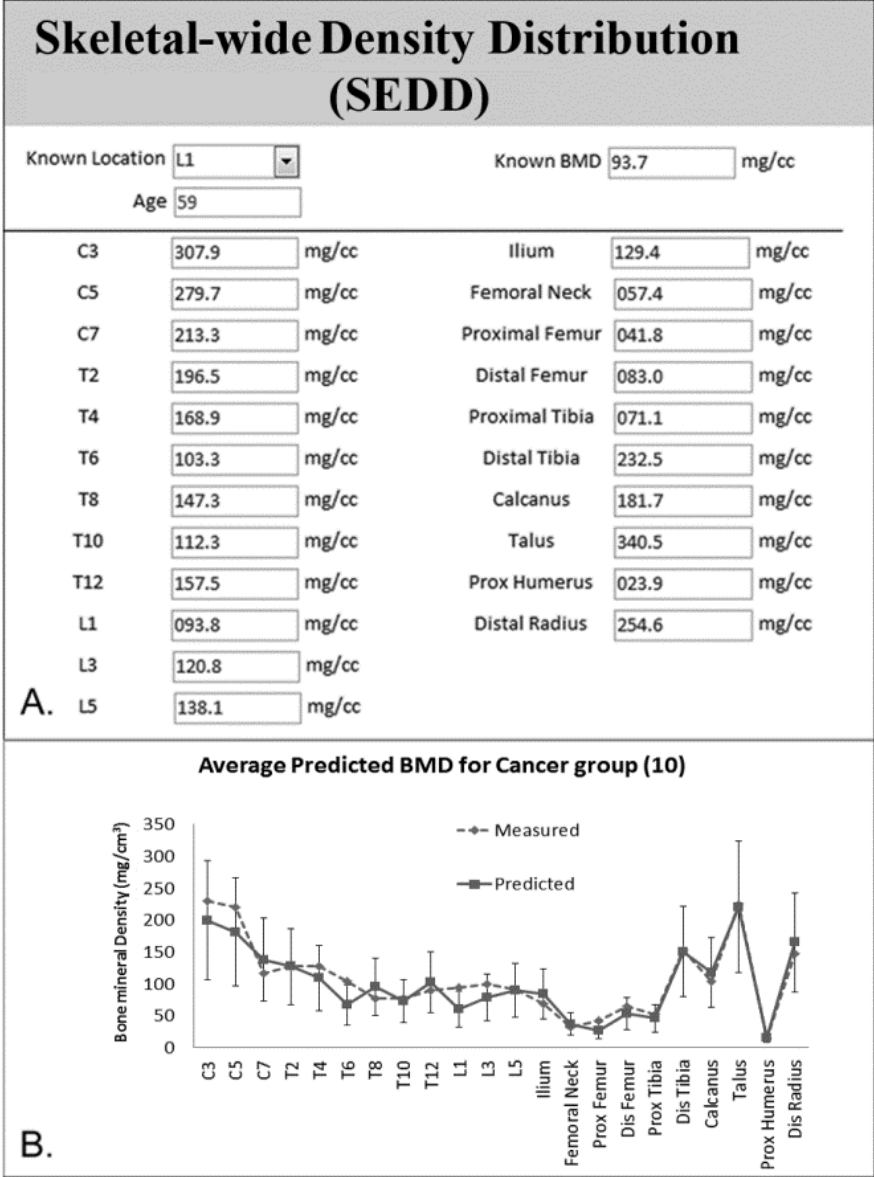 Skeletal-wide Density Distribution
(SEDD)
Known Location L1 Known BMD 93.7 mg/cc
Age 59
C3 307.9 mg/cc Ilium 129.4 mg/cc
C5 279.7 mg/cc Femoral Neck 057.4 mg/cc
C7 213.3 mg/cc Proximal Femur 041.8 mg/cc
T2 196.5 mg/cc Distal Femur 083.0 mg/cc
T4 168.9 mg/cc Proximal Tibia 071.1 mg/cc
T6 103.3 mg/cc Distal Tibia 232.5 mg/cc
T8 147.3 mg/cc Calcanus 181.7 mg/cc
T10 112.3 mg/cc Talus 340.5 mg/cc
T12 157.5 mg/cc Prox Humerus 023.9 mg/cc
L1 093.8 mg/cc Distal Radius 254.6 mg/cc
L3 120.8 mg/cc
A. L5 138.1 mg/cc
Average Predicted BMD for Cancer group (10)
Bone mineral Density (mg/cm³)
350
300
250
200
150
100
50
0
Measured
Predicted
C3
C5
C7
T2
T4
T6
T8
T10
T12
L1
L3
L5
Ilium
Femoral Neck
Prox Femur
Dis Femur
Prox Tibia
Dis Tibia
Calcanus
Talus
Prox Humerus
Dis Radius
B.